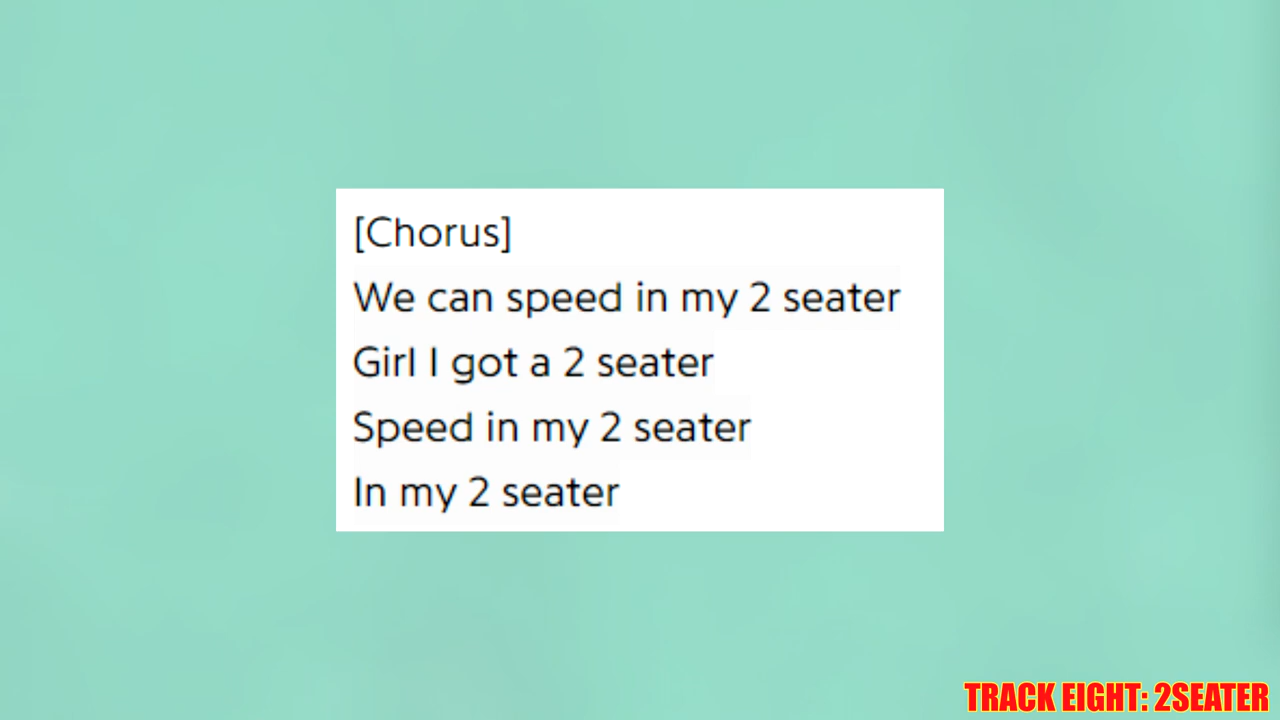 [Chorus]
We can speed in my 2 seater
Girl I got a 2 seater
Speed in my 2 seater
In my 2 seater
TRACK EIGHT: 2SEATER